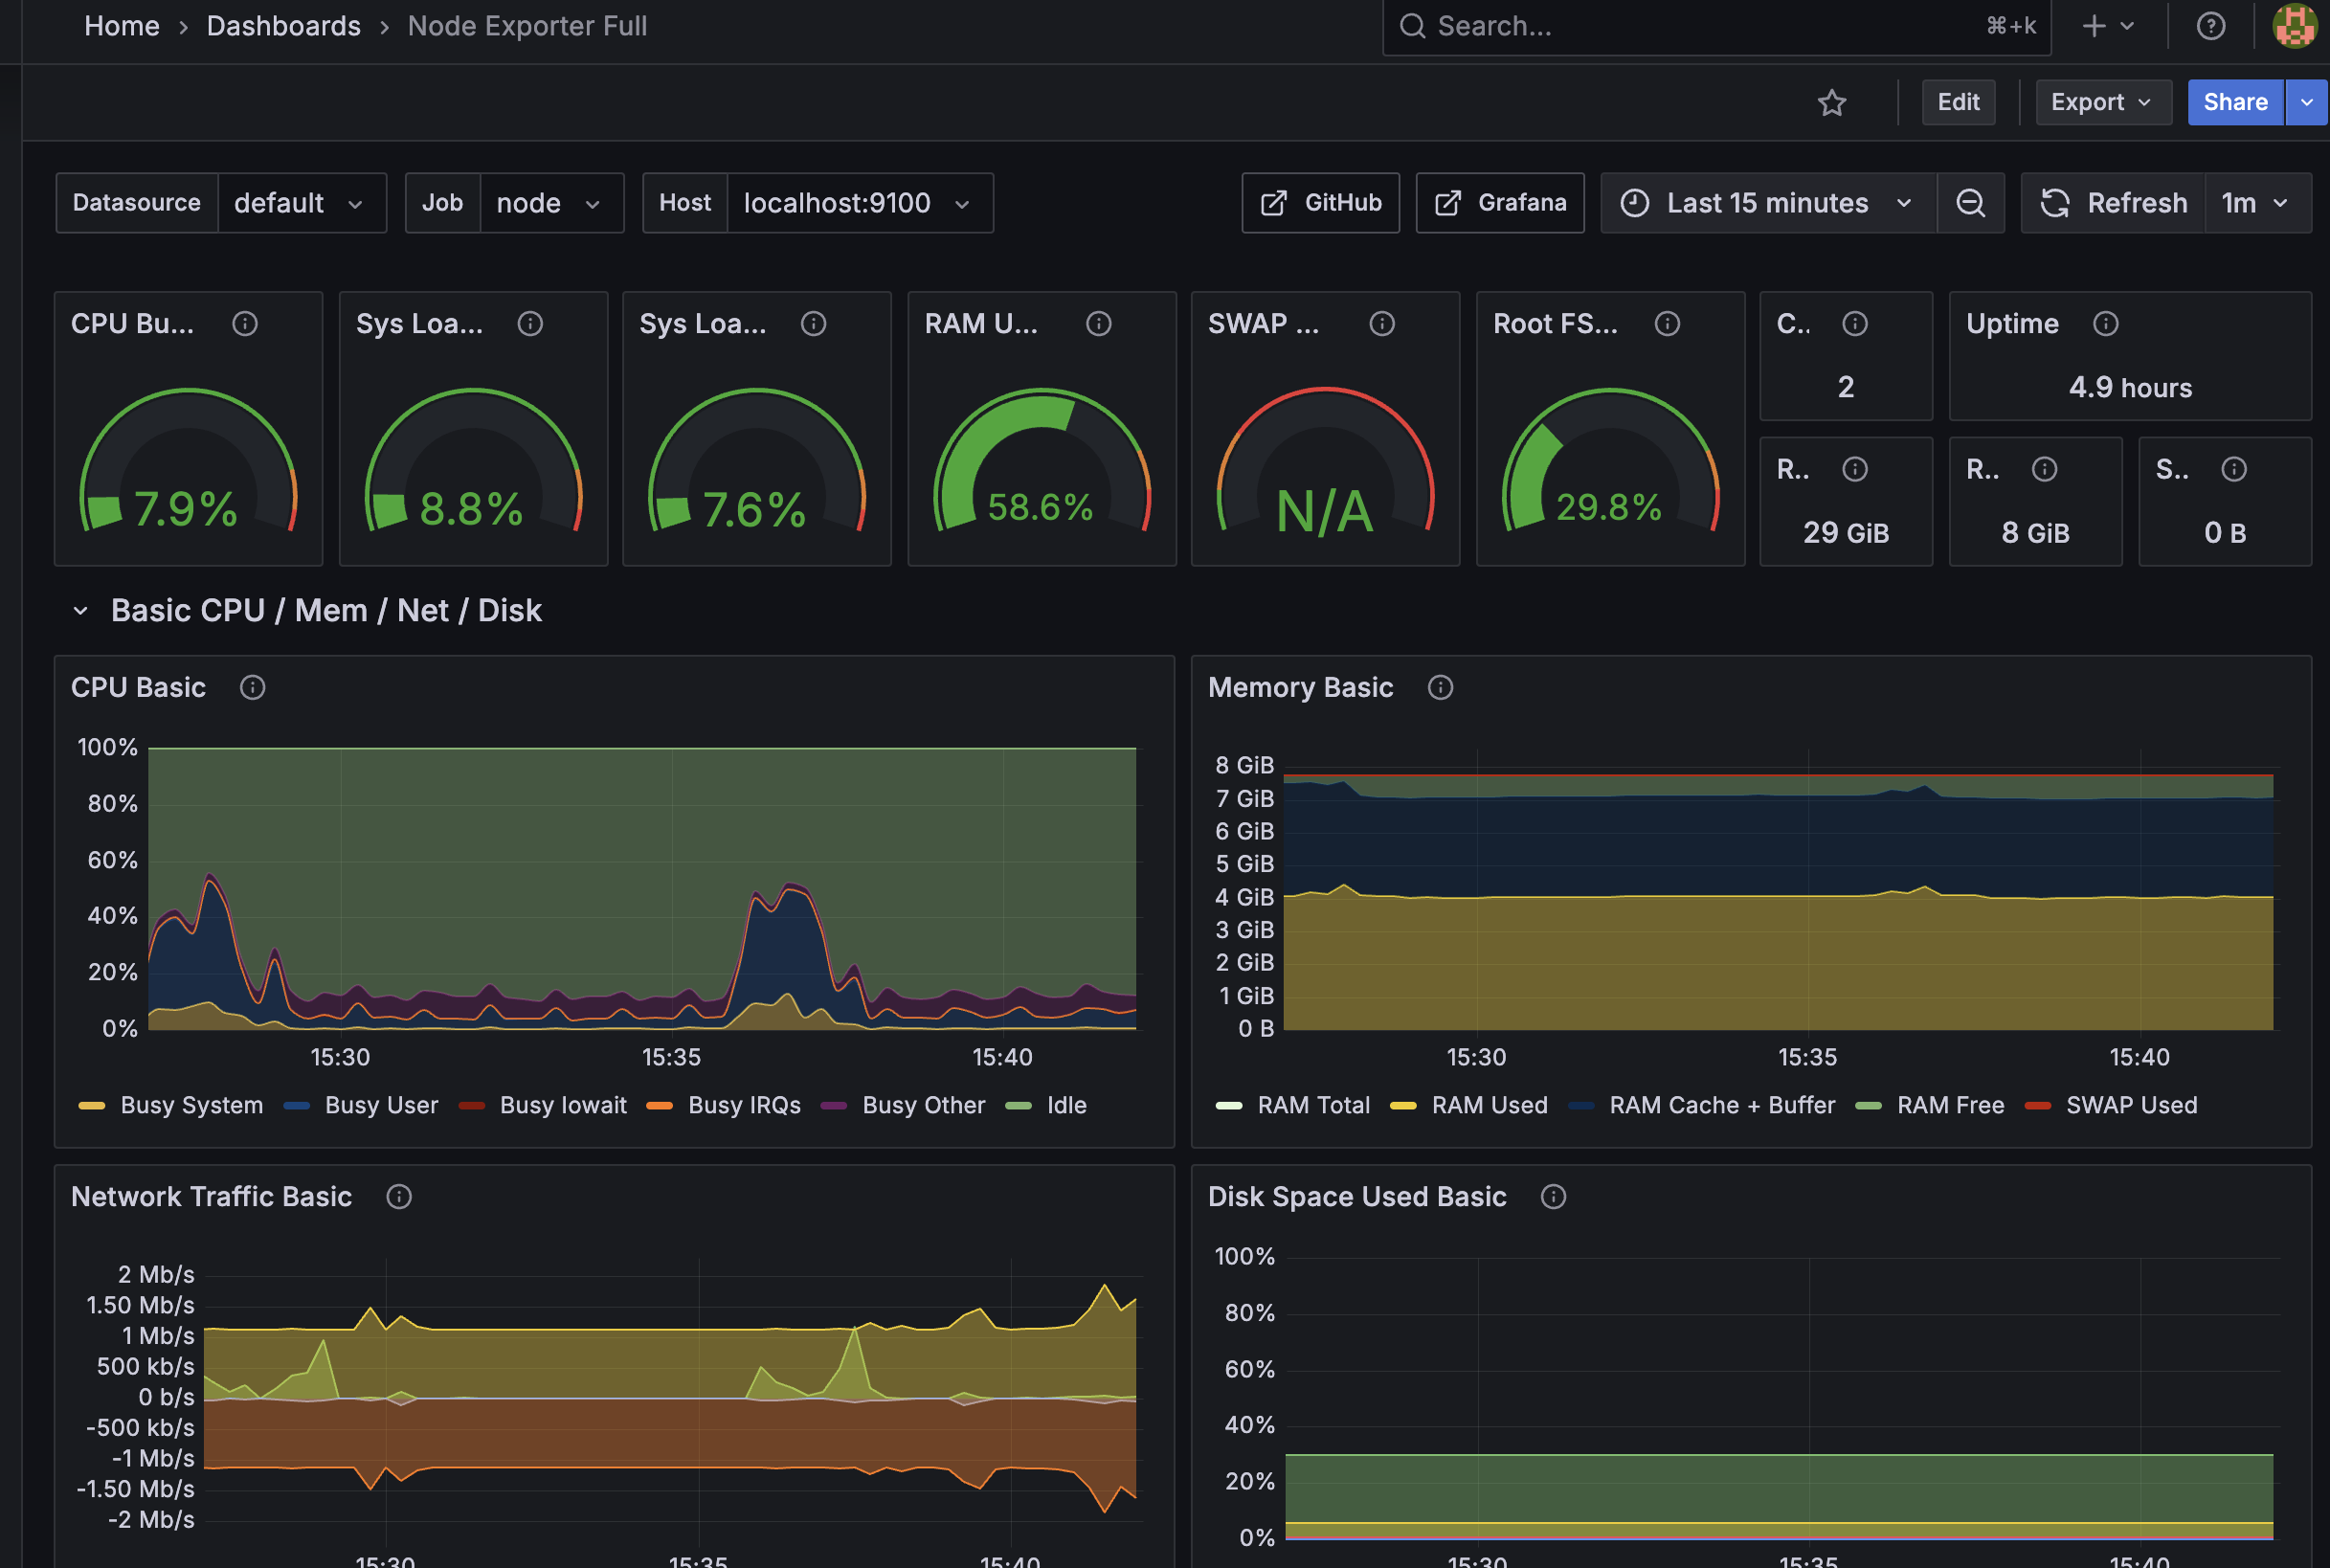 Home › Dashboards › Node Exporter Full
Search...
⌘+k
Edit
Export
Share
Datasource default
Job node
Host localhost:9100
GitHub
Grafana
Last 15 minutes
Refresh
1m
CPU Bu...
7.9%
Sys Loa...
8.8%
Sys Loa...
7.6%
RAM U...
58.6%
SWAP ...
N/A
Root FS...
29.8%
C..
2
Uptime
4.9 hours
R..
29 GiB
R..
8 GiB
S..
0 B
Basic CPU / Mem / Net / Disk
CPU Basic
100%
80%
60%
40%
20%
0%
15:30 15:35 15:40
Busy System Busy User Busy Iowait Busy IRQs Busy Other Idle
Memory Basic
8 GiB
7 GiB
6 GiB
5 GiB
4 GiB
3 GiB
2 GiB
1 GiB
0 B
15:30 15:35 15:40
RAM Total RAM Used RAM Cache + Buffer RAM Free SWAP Used
Network Traffic Basic
2 Mb/s
1.50 Mb/s
1 Mb/s
500 kb/s
0 b/s
-500 kb/s
-1 Mb/s
-1.50 Mb/s
-2 Mb/s
15:30 15:35 15:40
Disk Space Used Basic
100%
80%
60%
40%
20%
0%
15:30 15:35 15:40